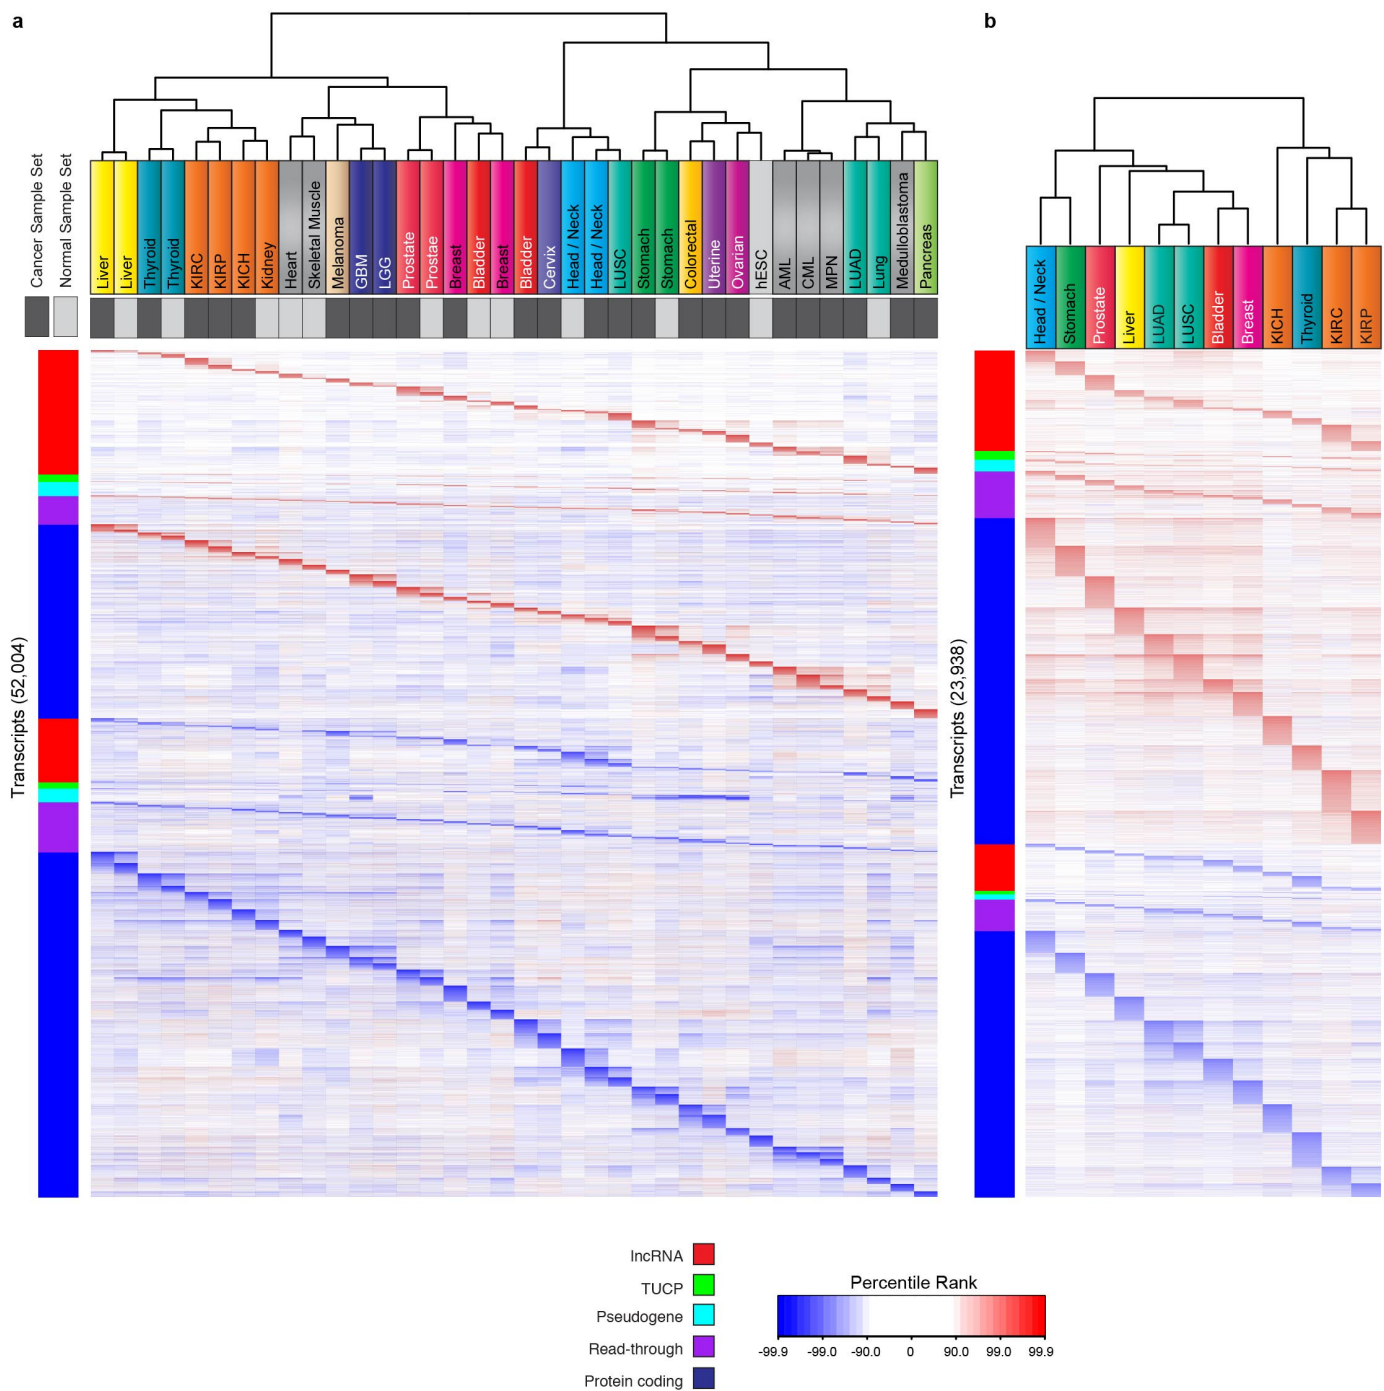 a
b
Cancer Sample Set
Normal Sample Set
Liver
Liver
Thyroid
Thyroid
KIRC
KIRP
KICH
Kidney
Heart
Skeletal Muscle
Melanoma
GBM
LGG
Prostate
Prostae
Breast
Bladder
Breast
Bladder
Cervix
Head / Neck
Head / Neck
LUSC
Stomach
Stomach
Colorectal
Uterine
Ovarian
hESC
AML
CML
MPN
LUAD
Lung
Medulloblastoma
Pancreas
Head / Neck
Stomach
Prostate
Liver
LUAD
LUSC
Bladder
Breast
KICH
Thyroid
KIRC
KIRP
Transcripts (52,004)
Transcripts (23,938)
lncRNA
TUCP
Pseudogene
Read-through
Protein coding
Percentile Rank
-99.9 -99.0 -90.0 0 90.0 99.0 99.9